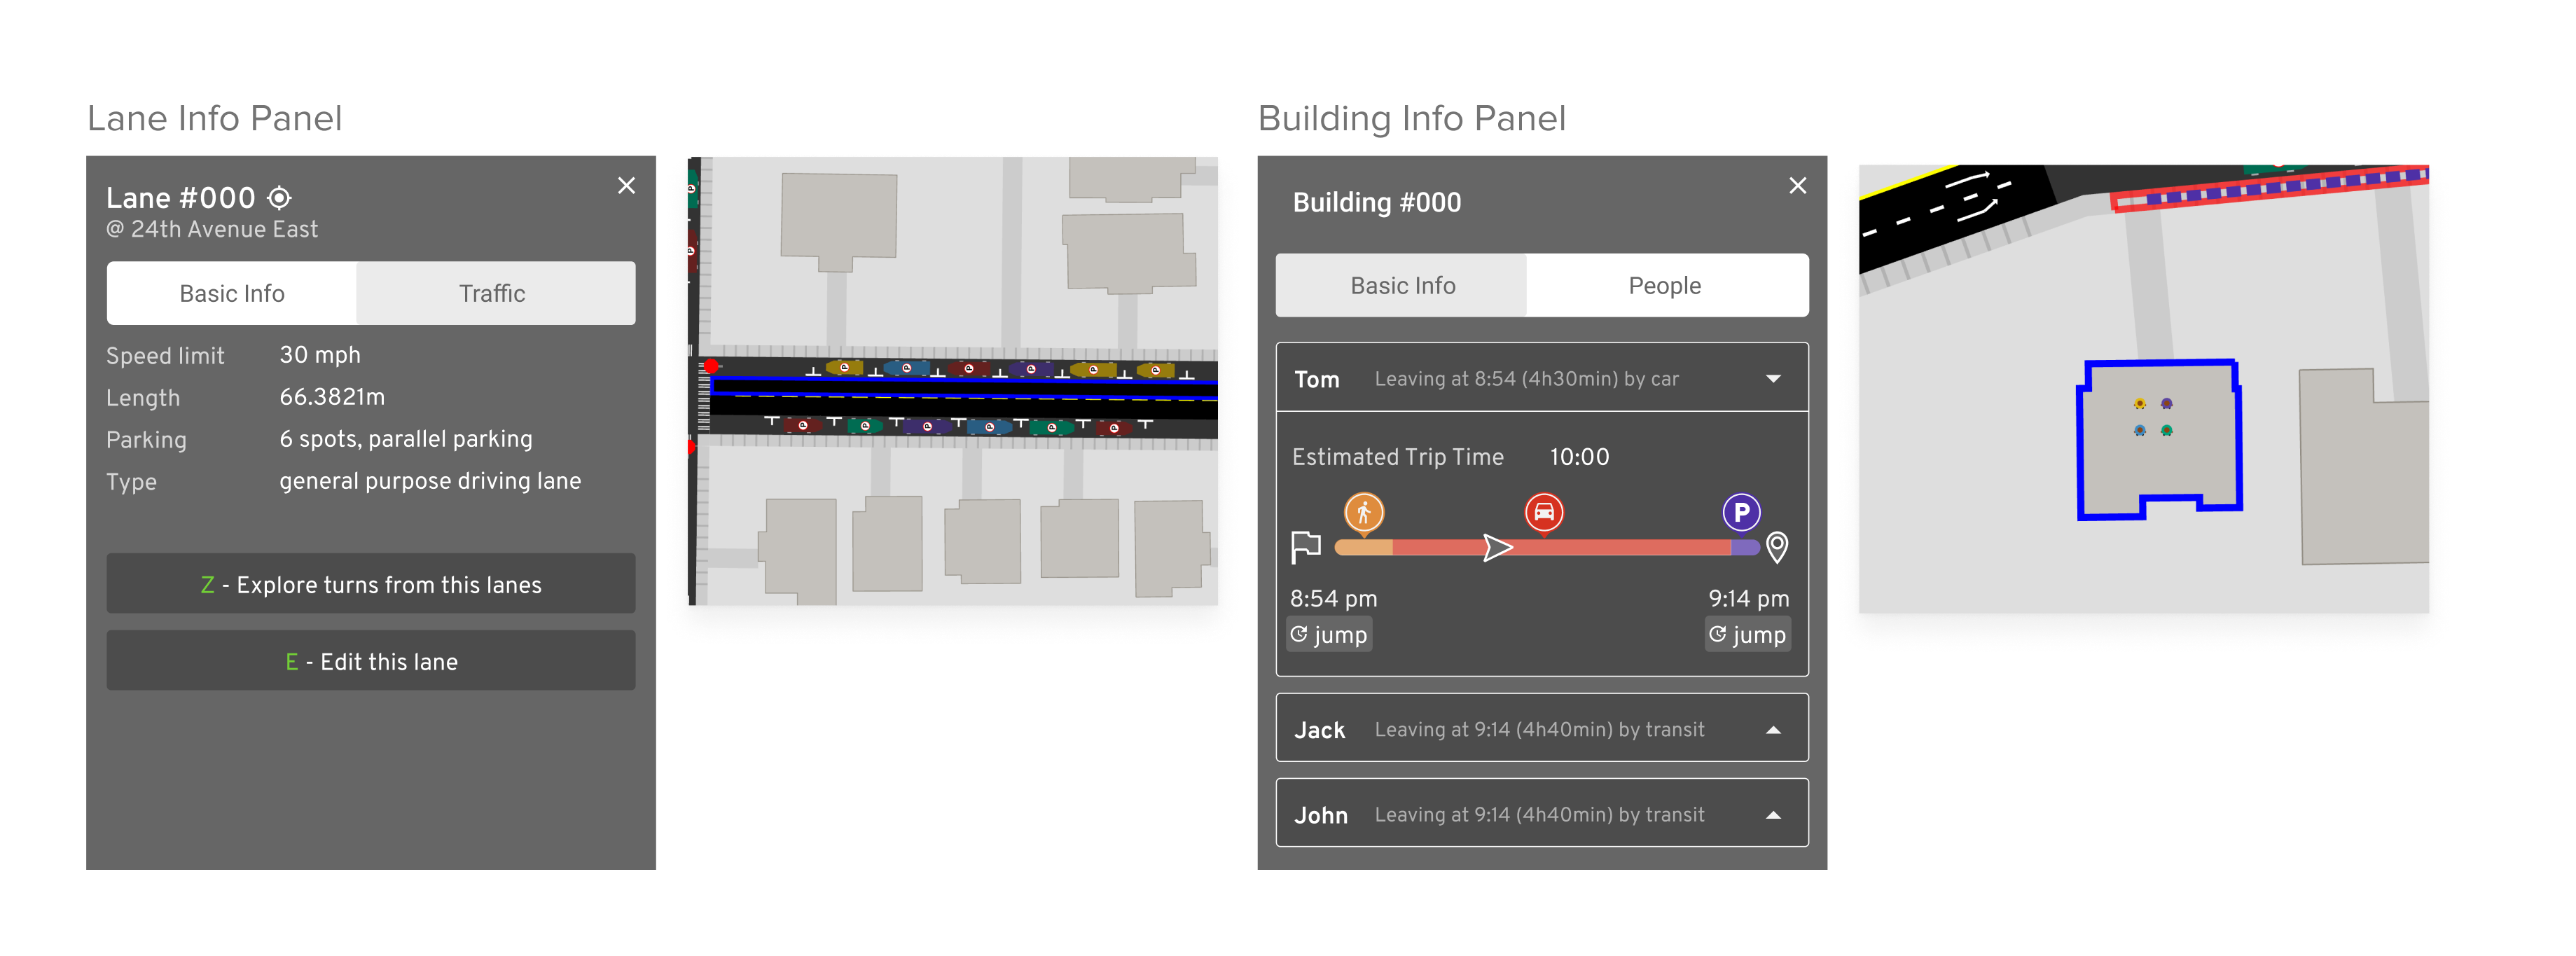 Lane Info Panel
Lane #000
@ 24th Avenue East
Basic Info
Traffic
Speed limit 30 mph
Length 66.3821m
Parking 6 spots, parallel parking
Type general purpose driving lane
Z - Explore turns from this lanes
E - Edit this lane
Building Info Panel
Building #000
Basic Info
People
Tom Leaving at 8:54 (4h30min) by car
Estimated Trip Time 10:00
P
8:54 pm
9:14 pm
jump
jump
Jack Leaving at 9:14 (4h40min) by transit
John Leaving at 9:14 (4h40min) by transit